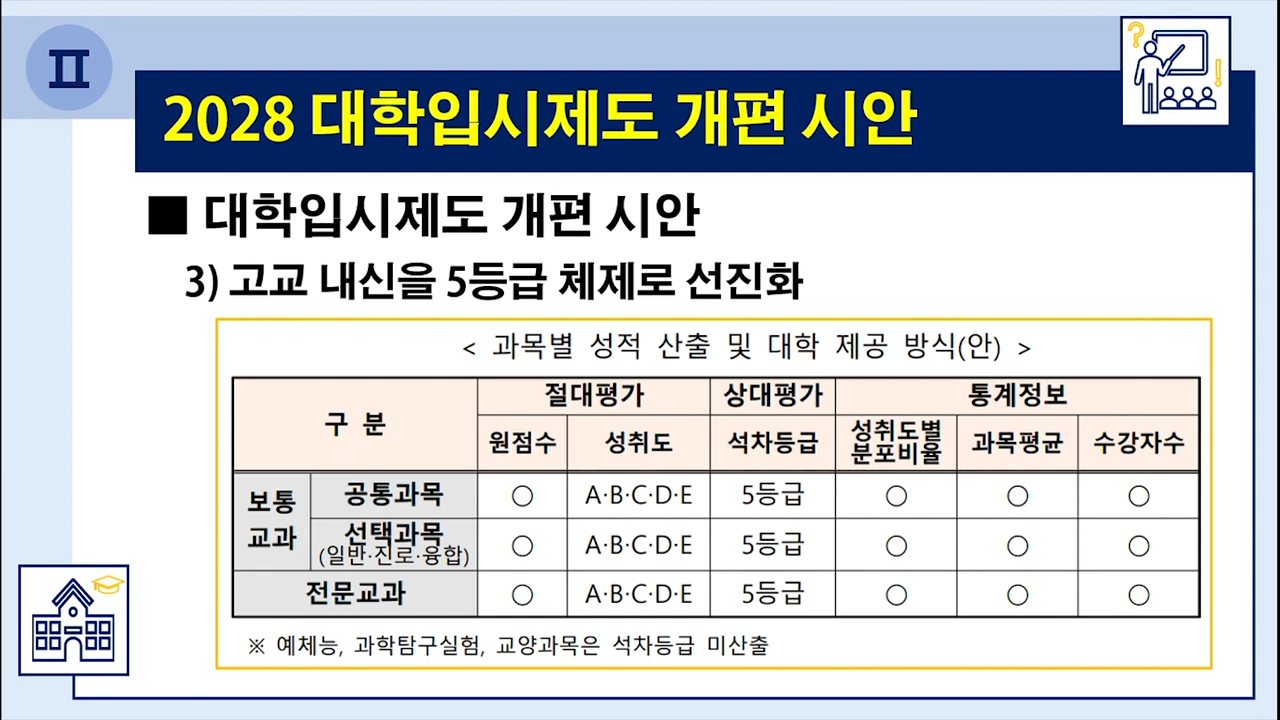 Ⅱ
2028 대학입시제도 개편 시안
■ 대학입시제도 개편 시안
3) 고교 내신을 5등급 체제로 선진화
< 과목별 성적 산출 및 대학 제공 방식(안) >
구 분 절대평가 상대평가 통계정보
원점수 성취도 석차등급 성취도별 분포비율 과목평균 수강자수
보통 교과 공통과목 ○ A·B·C·D·E 5등급 ○ ○ ○
선택과목 (일반·진로·융합) ○ A·B·C·D·E 5등급 ○ ○ ○
전문교과 ○ A·B·C·D·E 5등급 ○ ○ ○
※ 예체능, 과학탐구실험, 교양과목은 석차등급 미산출